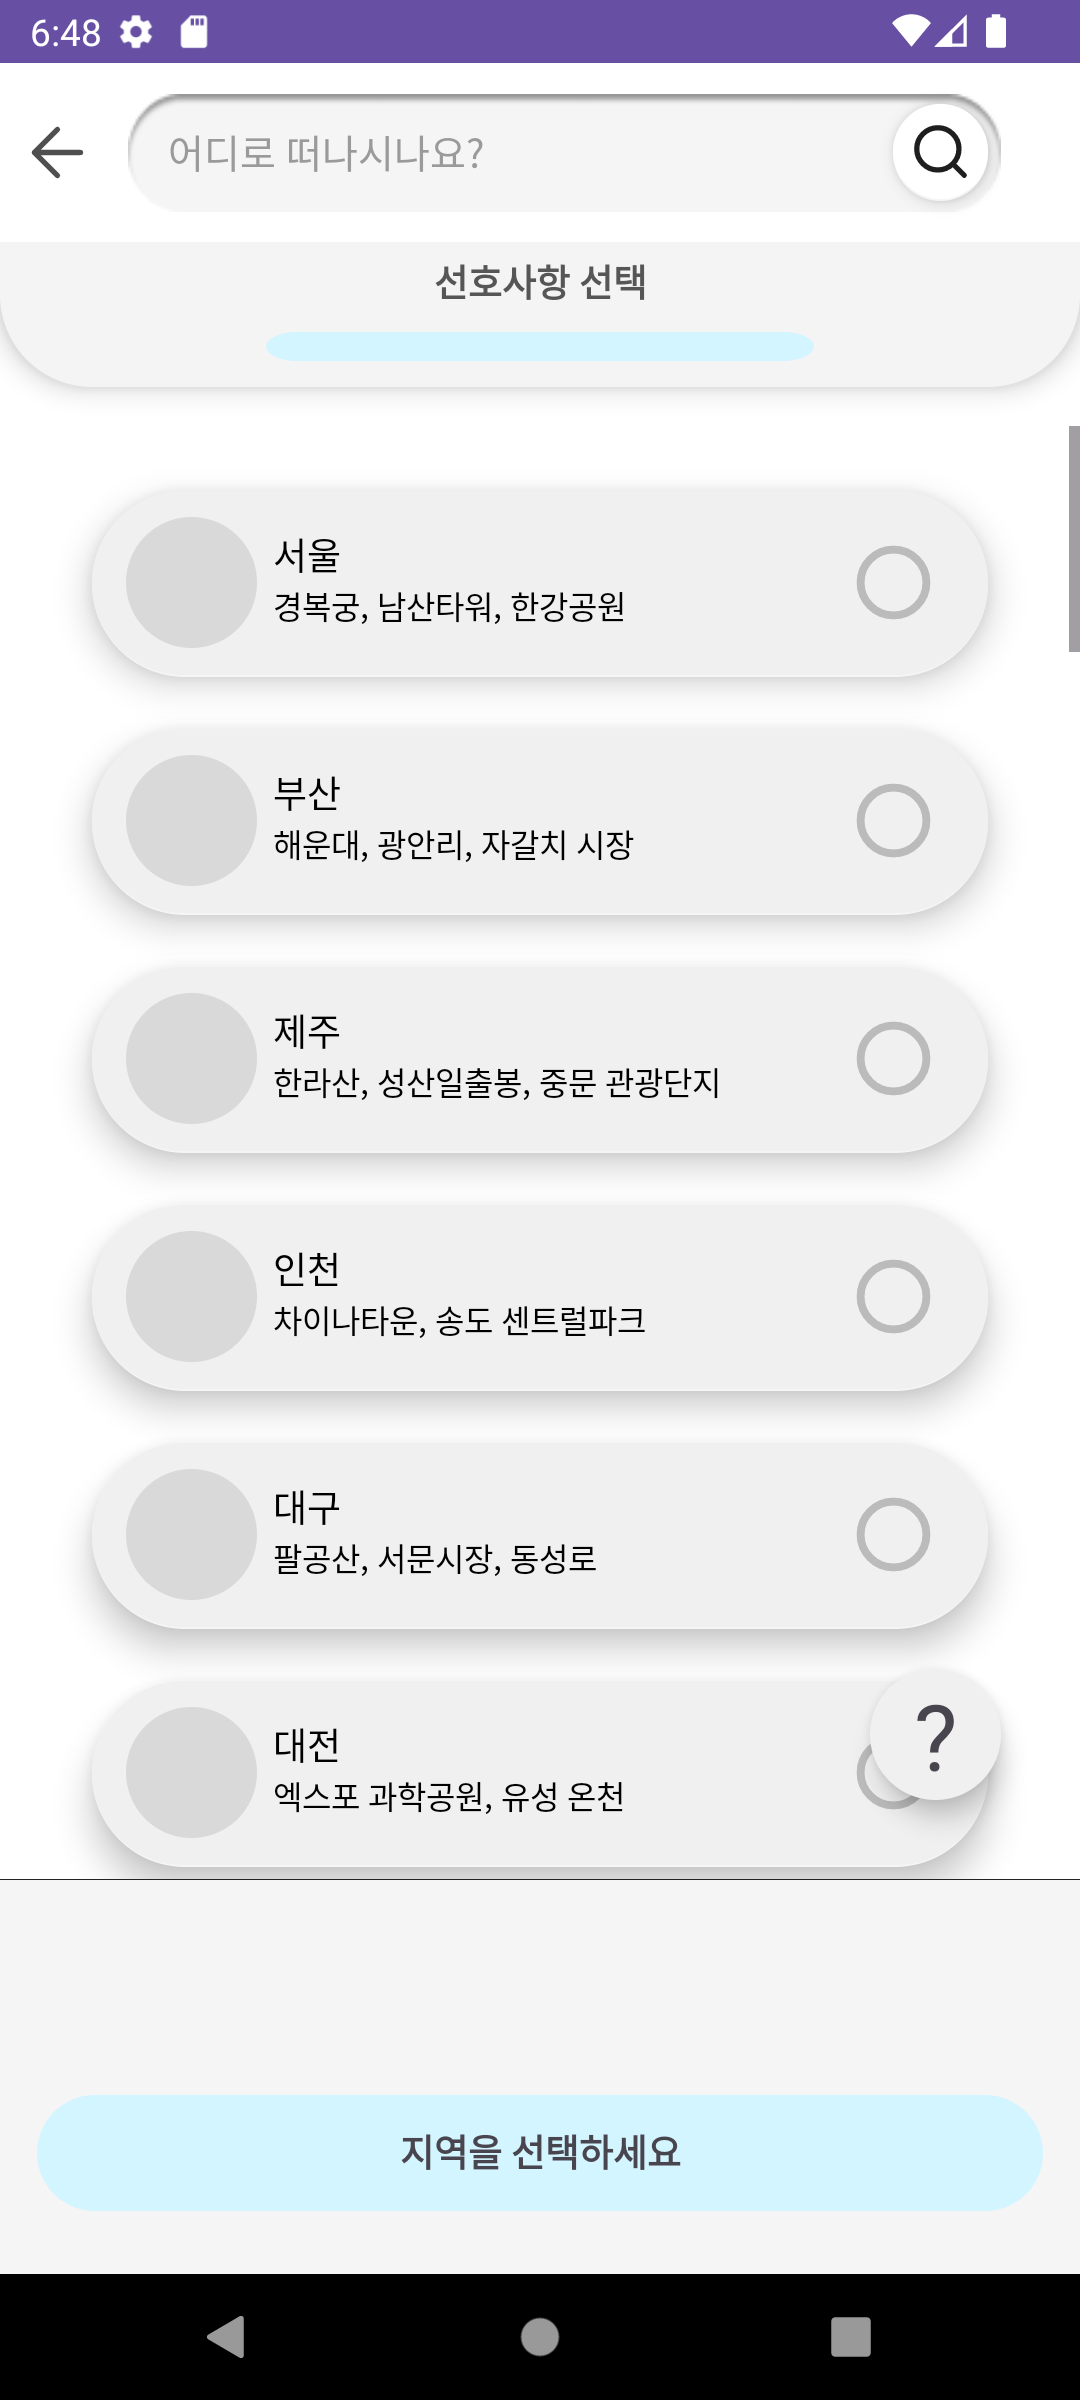 6:48
어디로 떠나시나요?
선호사항 선택
서울
경복궁, 남산타워, 한강공원
부산
해운대, 광안리, 자갈치 시장
제주
한라산, 성산일출봉, 중문 관광단지
인천
차이나타운, 송도 센트럴파크
대구
팔공산, 서문시장, 동성로
대전
엑스포 과학공원, 유성 온천
?
지역을 선택하세요